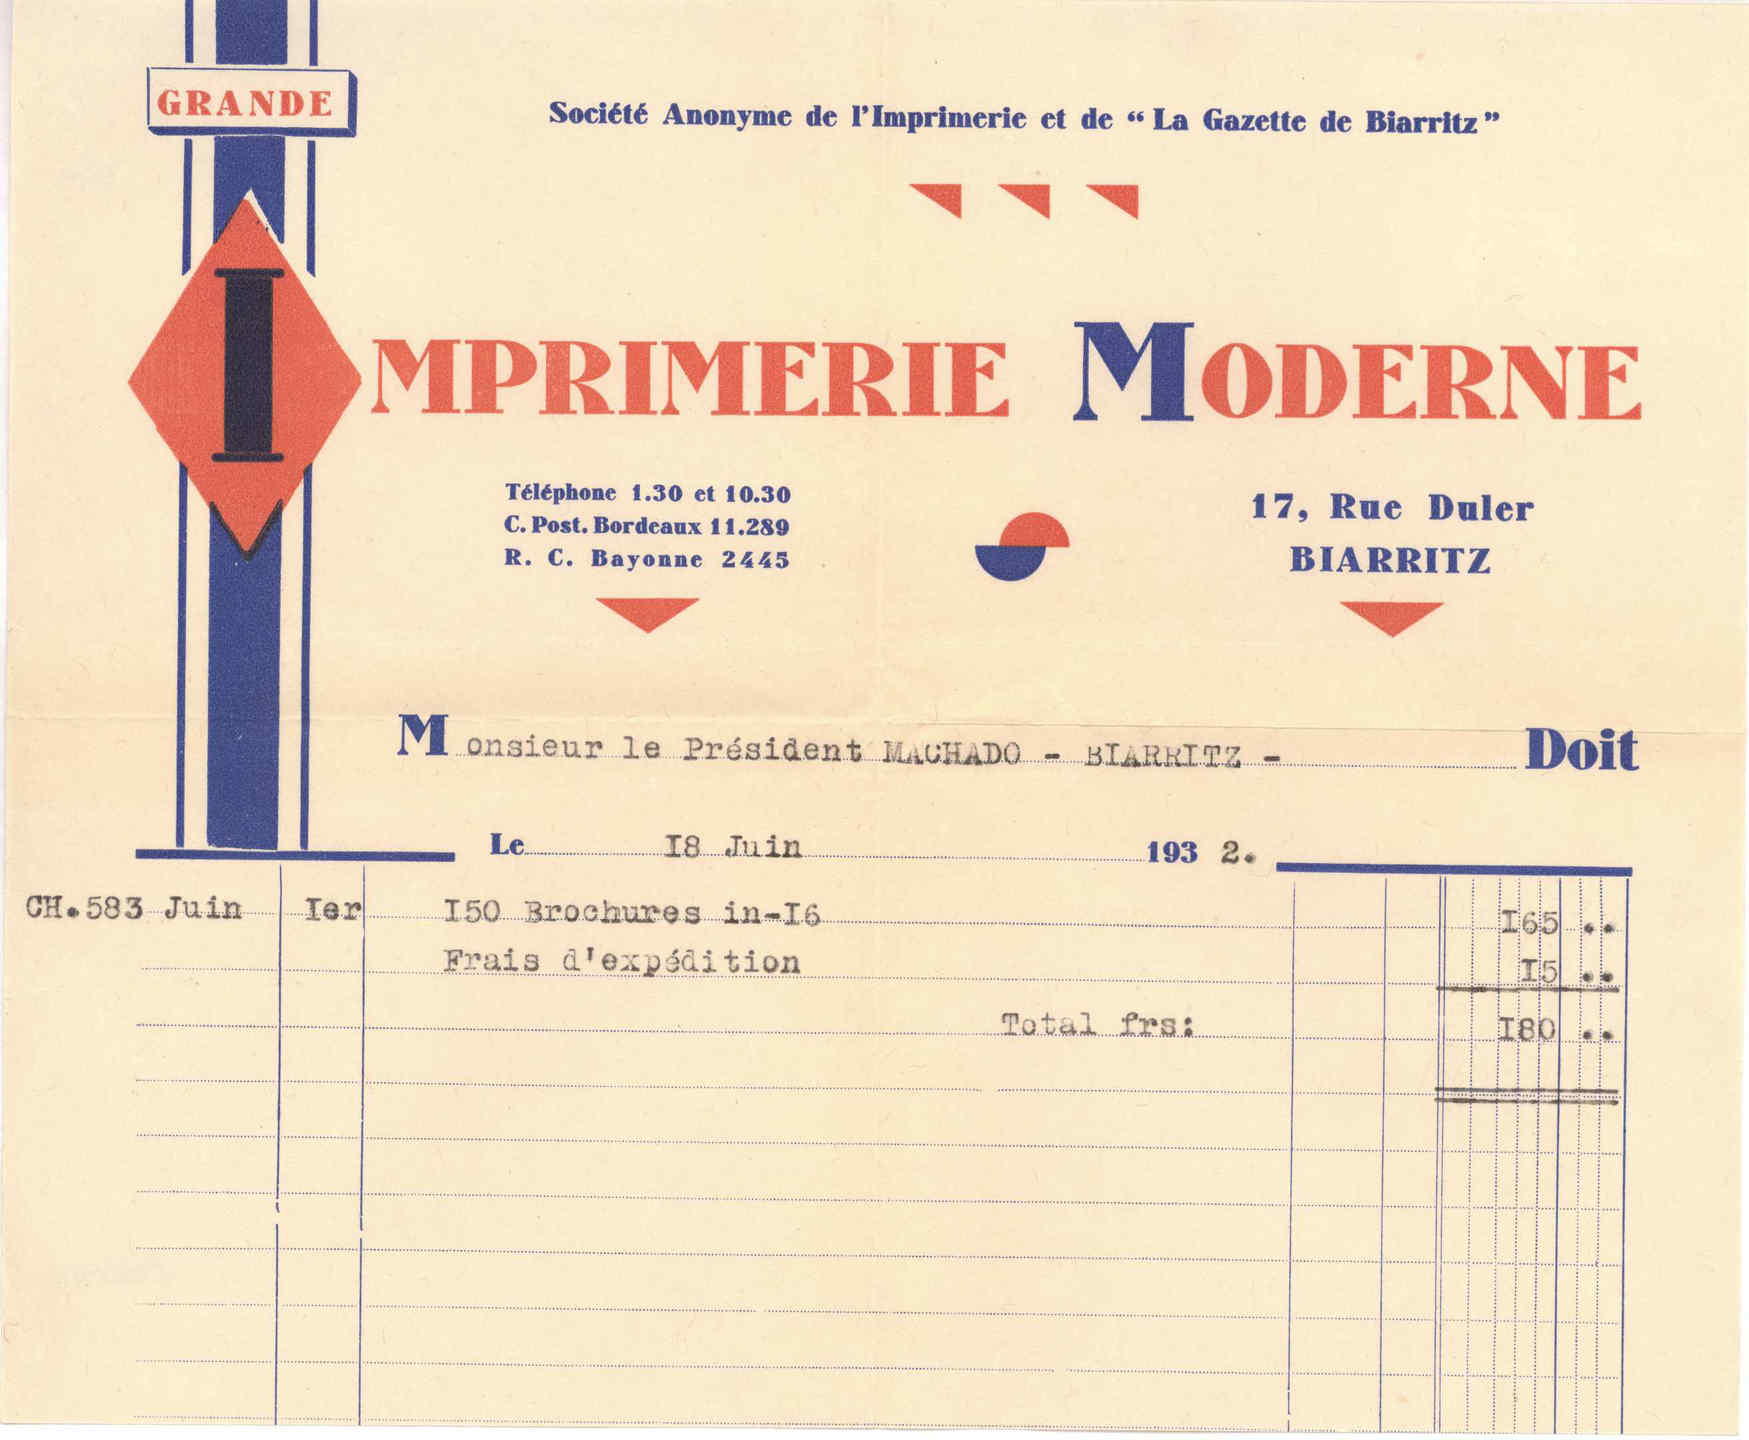 GRANDE
Société Anonyme de l'Imprimerie et de “ La Gazette de Biarritz ”
IMPRIMERIE MODERNE
Téléphone 1.30 et 10.30
C. Post. Bordeaux 11.289
R. C. Bayonne 2445
17, Rue Duler
BIARRITZ
Monsieur le Président MACHADO - BIARRITZ - Doit
Le I8 Juin 193 2.
CH.583 Juin Ier I50 Brochures in-I6 I65 ..
Frais d'expédition I5 ..
Total frs: I80 ..